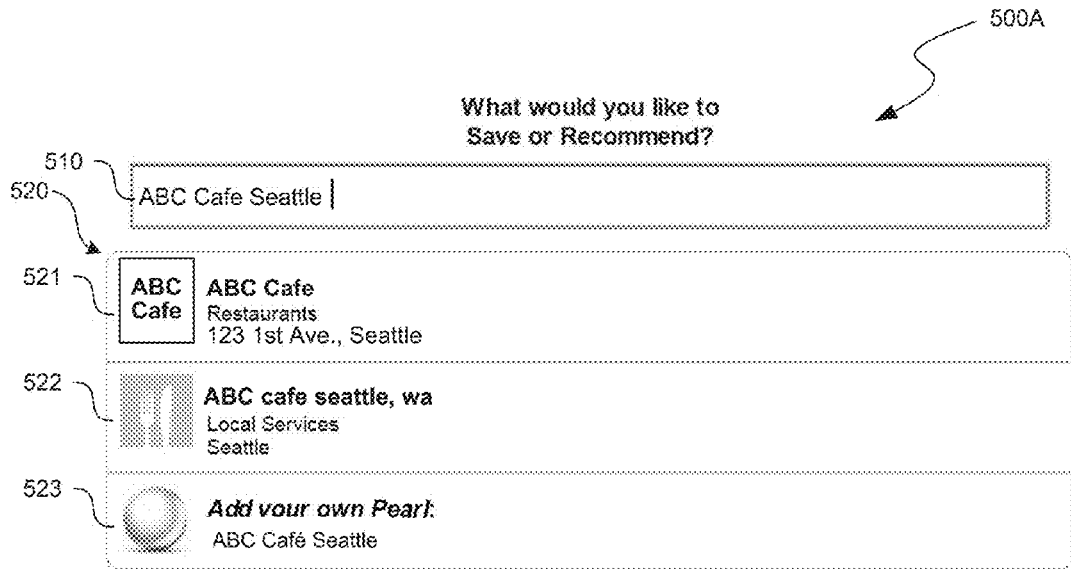 500A
What would you like to
Save or Recommend?
510
ABC Cafe Seattle
520
521
ABC
Cafe
ABC Cafe
Restaurants
123 1st Ave., Seattle
522
ABC cafe seattle, wa
Local Services
Seattle
523
Add your own Pearl:
ABC Café Seattle